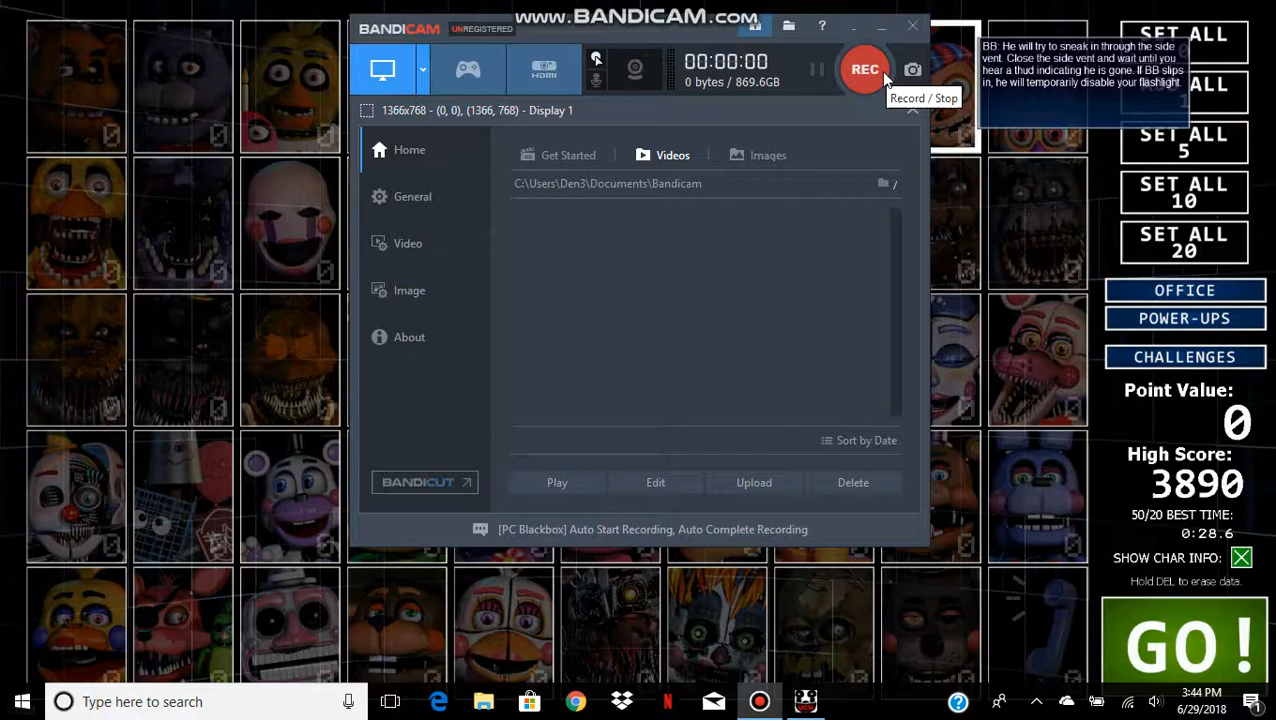 www.BANDICAM.com
BANDICAM UNREGISTERED
?
HDMI
00:00:00
0 bytes / 869.6GB
REC
Record / Stop
1366x768 - (0, 0), (1366, 768) - Display 1
Home
General
Video
Image
About
BANDICUT
Get Started
Videos
Images
C:\Users\Den3\Documents\Bandicam
/
Sort by Date
Play
Edit
Upload
Delete
[PC Blackbox] Auto Start Recording, Auto Complete Recording
BB: He will try to sneak in through the side
vent. Close the side vent and wait until you
hear a thud indicating he is gone. If BB slips
in, he will temporarily disable your flashlight.
SET ALL
SET ALL
1
SET ALL
5
SET ALL
10
SET ALL
20
OFFICE
POWER-UPS
CHALLENGES
Point Value:
0
High Score:
3890
50/20 BEST TIME:
0:28.6
SHOW CHAR INFO:
Hold DEL to erase data.
GO!
Type here to search
UCN
3:44 PM
6/29/2018